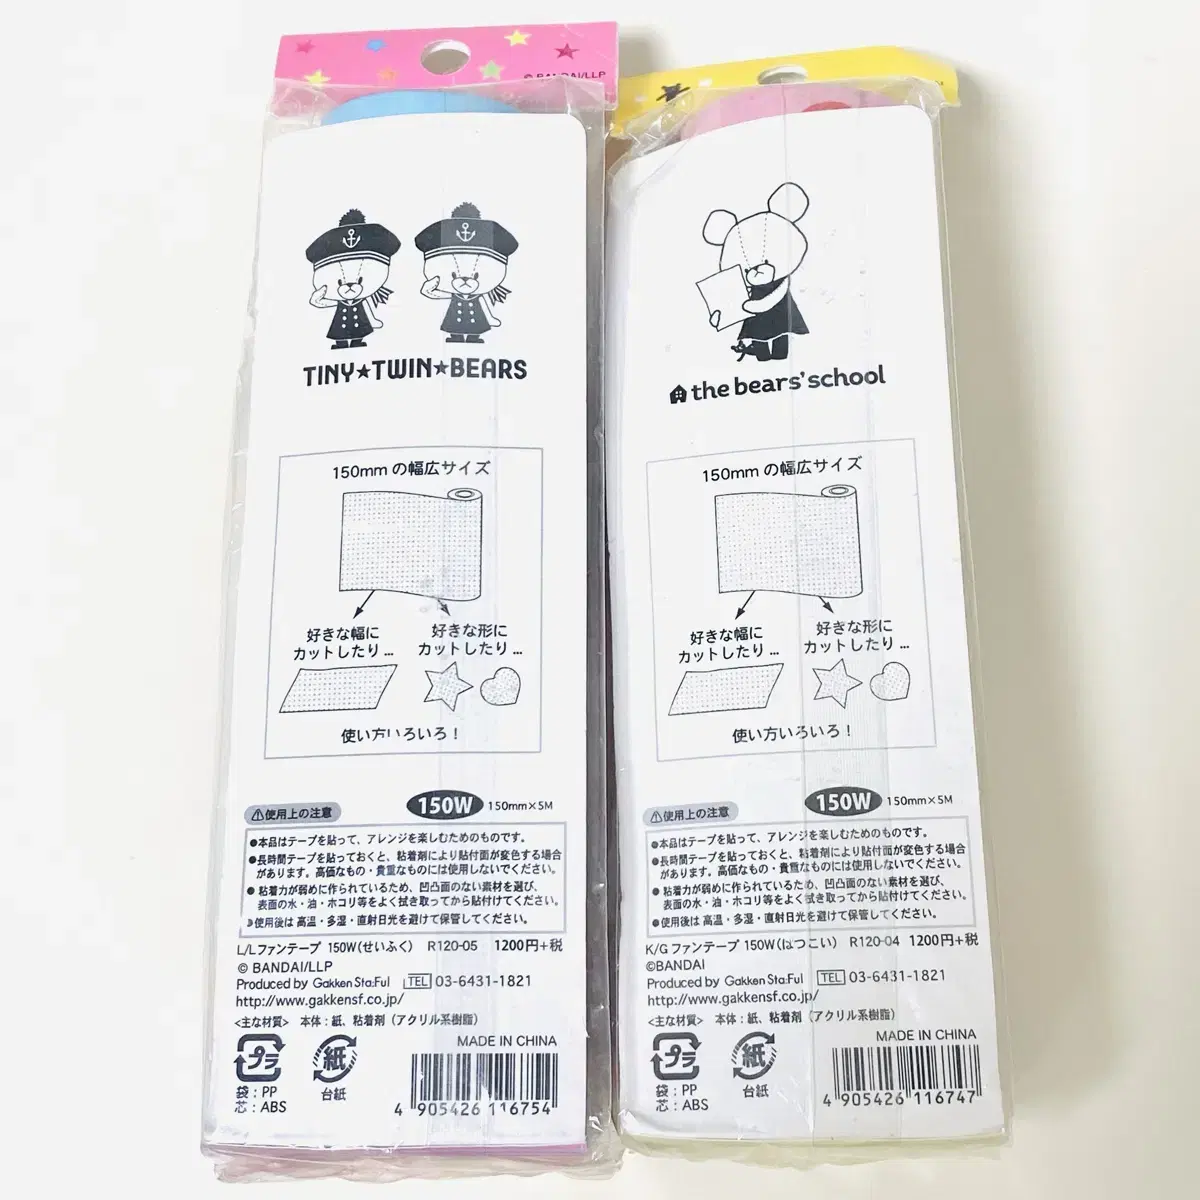 © BANDAI/LLP
TINY★TWIN★BEARS
150mm の幅広サイズ
好きな幅に
カットしたり...
好きな形に
カットしたり...
使い方いろいろ！
⚠使用上の注意
150W 150mm×5M
●本品はテープを貼って、アレンジを楽しむためのものです。
●長時間テープを貼っておくと、粘着剤により貼付面が変色する場合
があります。高価なもの・貴重なものには使用しないでください。
●粘着力が弱めに作られているため、凹凸面のない素材を選び、
表面の水・油・ホコリ等をよく拭き取ってから貼付けてください。
●使用後は高温・多湿・直射日光を避けて保管してください。
L/Lファンテープ 150W(せいふく) R120-05 1200円+税
© BANDAI/LLP
Produced by Gakken Sta:Ful TEL 03-6431-1821
http://www.gakkensf.co.jp/
<主な材質> 本体：紙、粘着剤（アクリル系樹脂）
MADE IN CHINA
プラ
袋：PP
芯：ABS
紙
台紙
4 905426 116754
the bears' school
150mm の幅広サイズ
好きな幅に
カットしたり...
好きな形に
カットしたり...
使い方いろいろ！
⚠使用上の注意
150W 150mm×5M
●本品はテープを貼って、アレンジを楽しむためのものです。
●長時間テープを貼っておくと、粘着剤により貼付面が変色する場合
があります。高価なもの・貴重なものには使用しないでください。
●粘着力が弱めに作られているため、凹凸面のない素材を選び、
表面の水・油・ホコリ等をよく拭き取ってから貼付けてください。
●使用後は高温・多湿・直射日光を避けて保管してください。
K/Gファンテープ 150W(はつこい) R120-04 1200円+税
©BANDAI
Produced by Gakken Sta:Ful TEL 03-6431-1821
http://www.gakkensf.co.jp/
<主な材質> 本体：紙、粘着剤（アクリル系樹脂）
MADE IN CHINA
プラ
袋：PP
芯：ABS
紙
台紙
4 905426 116747